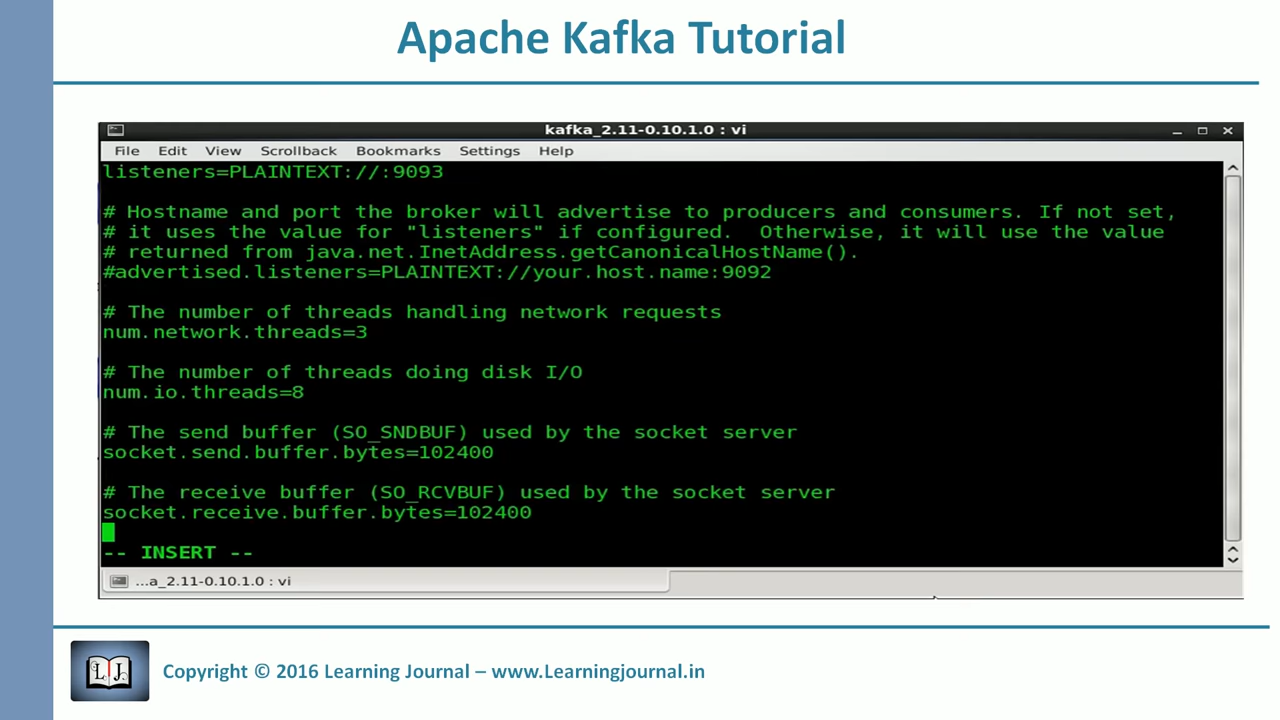 Apache Kafka Tutorial
kafka_2.11-0.10.1.0 : vi
File Edit View Scrollback Bookmarks Settings Help
listeners=PLAINTEXT://:9093
# Hostname and port the broker will advertise to producers and consumers. If not set,
# it uses the value for "listeners" if configured.  Otherwise, it will use the value
# returned from java.net.InetAddress.getCanonicalHostName().
#advertised.listeners=PLAINTEXT://your.host.name:9092
# The number of threads handling network requests
num.network.threads=3
# The number of threads doing disk I/O
num.io.threads=8
# The send buffer (SO_SNDBUF) used by the socket server
socket.send.buffer.bytes=102400
# The receive buffer (SO_RCVBUF) used by the socket server
socket.receive.buffer.bytes=102400
-- INSERT --
...a_2.11-0.10.1.0 : vi
L J
Copyright © 2016 Learning Journal – www.Learningjournal.in